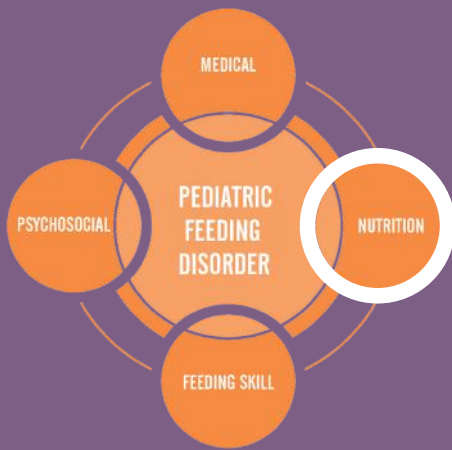 MEDICAL
PSYCHOSOCIAL
PEDIATRIC
FEEDING
DISORDER
NUTRITION
FEEDING SKILL